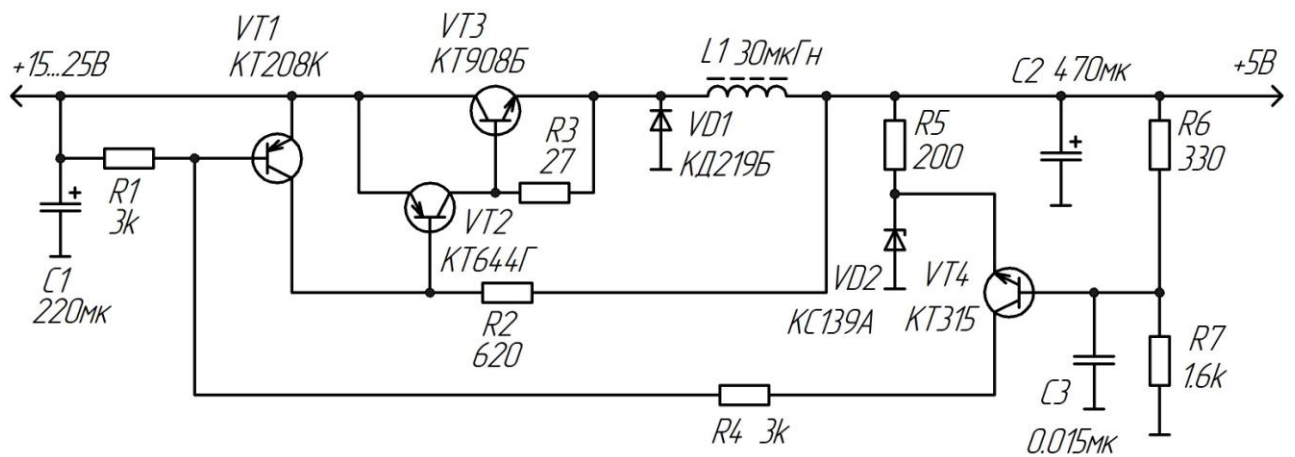 +15...25В
VT1
КТ208К
VT3
КТ908Б
L1 30мкГн
C2 470мк
+5В
R1
3k
R3
27
VD1
КД219Б
R5
200
R6
330
C1
220мк
VT2
КТ644Г
R2
620
VD2
КС139А
VT4
КТ315
R7
1.6k
R4 3k
C3
0.015мк